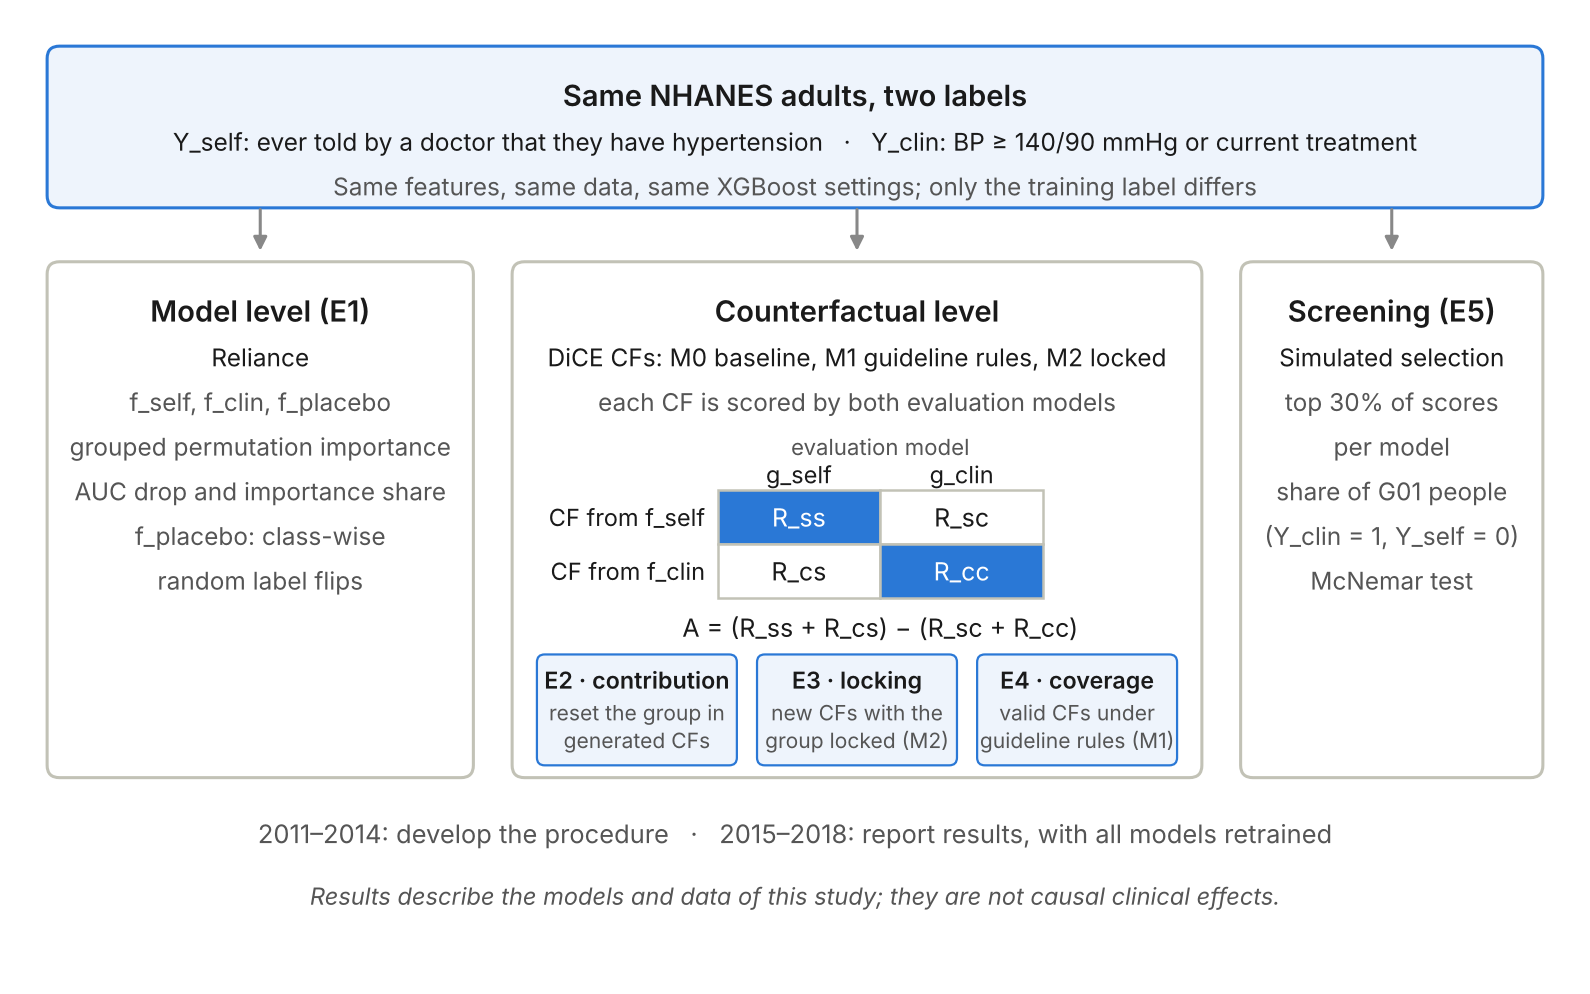 Same NHANES adults, two labels
Y_self: ever told by a doctor that they have hypertension · Y_clin: BP ≥ 140/90 mmHg or current treatment
Same features, same data, same XGBoost settings; only the training label differs
Model level (E1)
Reliance
f_self, f_clin, f_placebo
grouped permutation importance
AUC drop and importance share
f_placebo: class-wise
random label flips
Counterfactual level
DiCE CFs: M0 baseline, M1 guideline rules, M2 locked
each CF is scored by both evaluation models
evaluation model
g_self g_clin
CF from f_self R_ss R_sc
CF from f_clin R_cs R_cc
A = (R_ss + R_cs) − (R_sc + R_cc)
E2 · contribution
reset the group in
generated CFs
E3 · locking
new CFs with the
group locked (M2)
E4 · coverage
valid CFs under
guideline rules (M1)
Screening (E5)
Simulated selection
top 30% of scores
per model
share of G01 people
(Y_clin = 1, Y_self = 0)
McNemar test
2011–2014: develop the procedure · 2015–2018: report results, with all models retrained
Results describe the models and data of this study; they are not causal clinical effects.